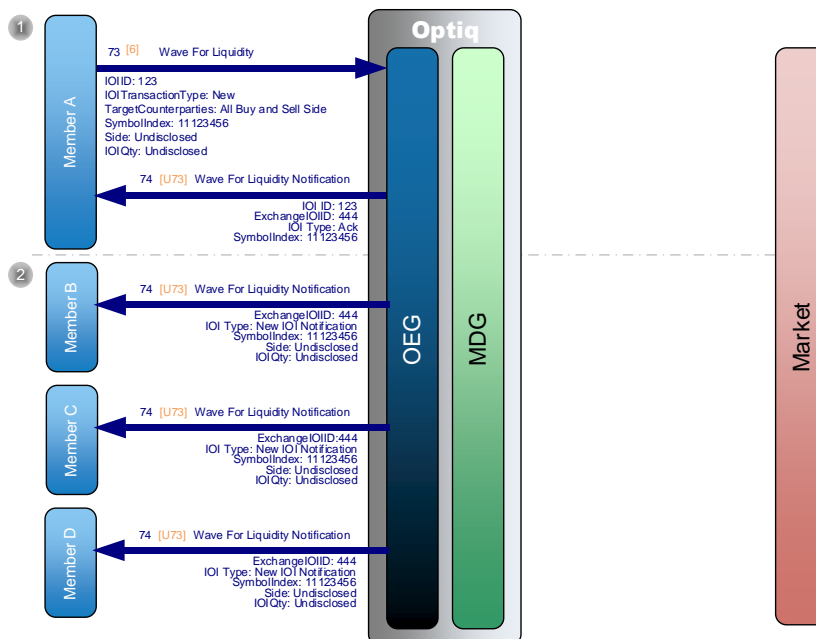 1
Optiq
73 [6] Wave For Liquidity
IOIID: 123
IOITransactionType: New
TargetCounterparties: All Buy and Sell Side
SymbolIndex: 11123456
Side: Undisclosed
IOIQty: Undisclosed
Member A
74 [U73] Wave For Liquidity Notification
IOI ID: 123
ExchangeIOIID: 444
IOI Type: Ack
SymbolIndex: 11123456
2
Member B
74 [U73] Wave For Liquidity Notification
ExchangeIOIID: 444
IOI Type: New IOI Notification
SymbolIndex: 11123456
Side: Undisclosed
IOIQty: Undisclosed
OEG
MDG
Market
Member C
74 [U73] Wave For Liquidity Notification
ExchangeIOIID:444
IOI Type: New IOI Notification
SymbolIndex: 11123456
Side: Undisclosed
IOIQty: Undisclosed
Member D
74 [U73] Wave For Liquidity Notification
ExchangeIOIID: 444
IOI Type: New IOI Notification
SymbolIndex: 11123456
Side: Undisclosed
IOIQty: Undisclosed